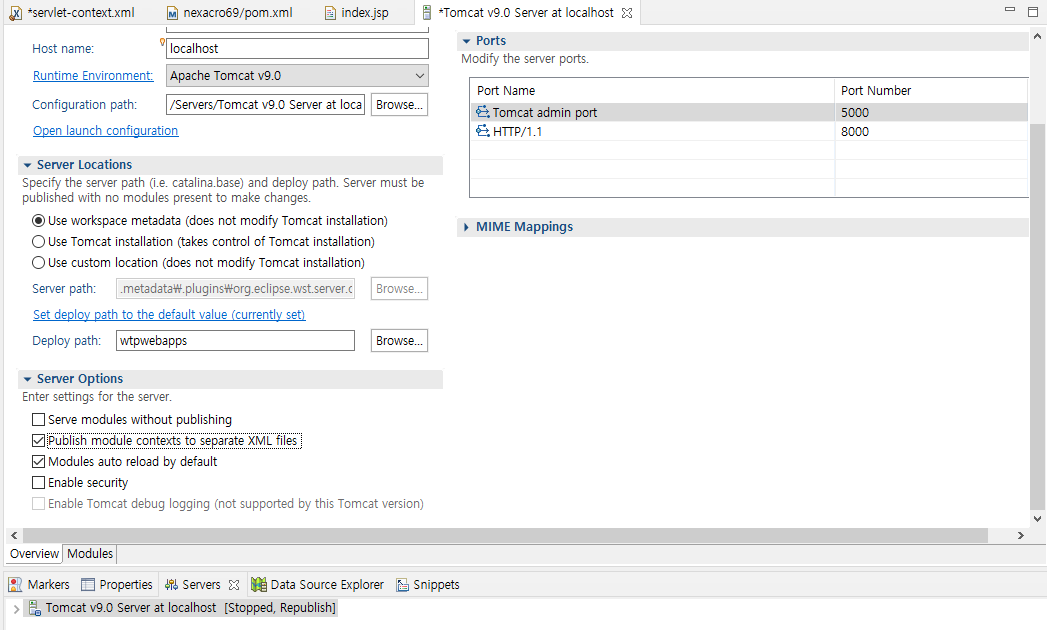 *servlet-context.xml
nexacro69/pom.xml
index.jsp
*Tomcat v9.0 Server at localhost
Host name:
localhost
Runtime Environment:
Apache Tomcat v9.0
Configuration path:
/Servers/Tomcat v9.0 Server at loca
Browse...
Open launch configuration
Server Locations
Specify the server path (i.e. catalina.base) and deploy path. Server must be
published with no modules present to make changes.
Use workspace metadata (does not modify Tomcat installation)
Use Tomcat installation (takes control of Tomcat installation)
Use custom location (does not modify Tomcat installation)
Server path:
.metadata₩.plugins₩org.eclipse.wst.server.c
Browse...
Set deploy path to the default value (currently set)
Deploy path:
wtpwebapps
Browse...
Server Options
Enter settings for the server.
Serve modules without publishing
Publish module contexts to separate XML files
Modules auto reload by default
Enable security
Enable Tomcat debug logging (not supported by this Tomcat version)
Ports
Modify the server ports.
Port Name
Port Number
Tomcat admin port
5000
HTTP/1.1
8000
MIME Mappings
Overview
Modules
Markers
Properties
Servers
Data Source Explorer
Snippets
Tomcat v9.0 Server at localhost [Stopped, Republish]